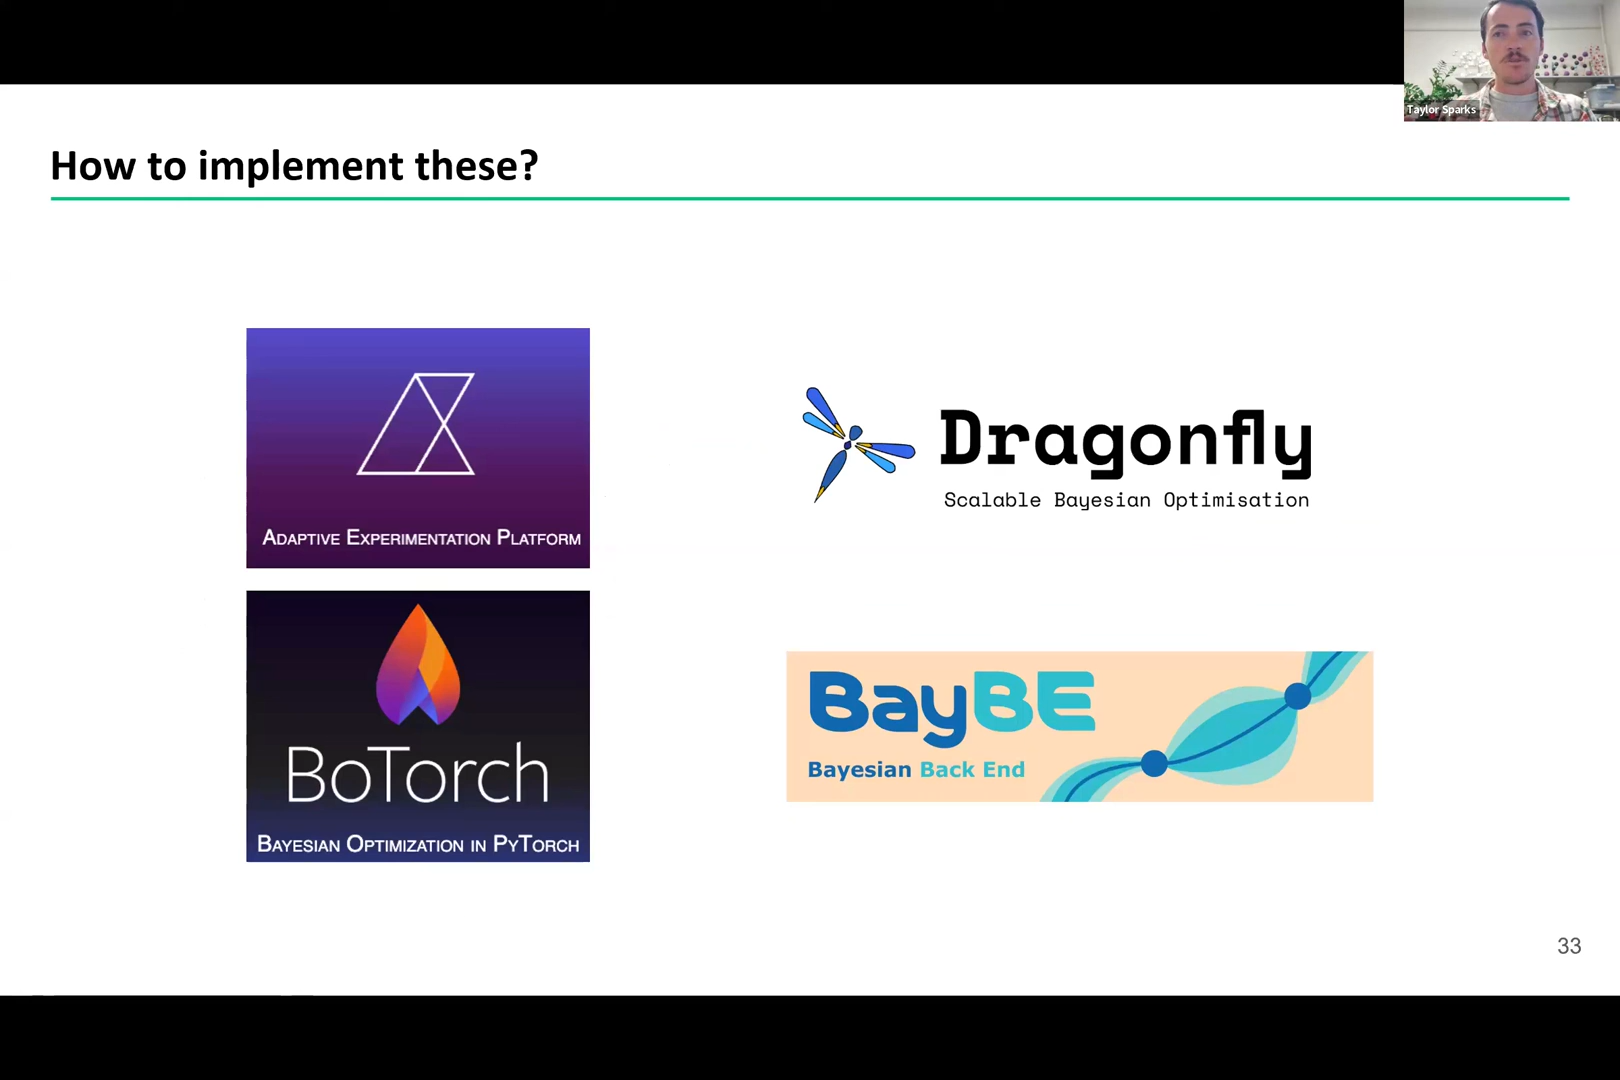 Taylor Sparks
How to implement these?
ADAPTIVE EXPERIMENTATION PLATFORM
BoTorch
BAYESIAN OPTIMIZATION IN PYTORCH
Dragonfly
Scalable Bayesian Optimisation
BayBE
Bayesian Back End
33